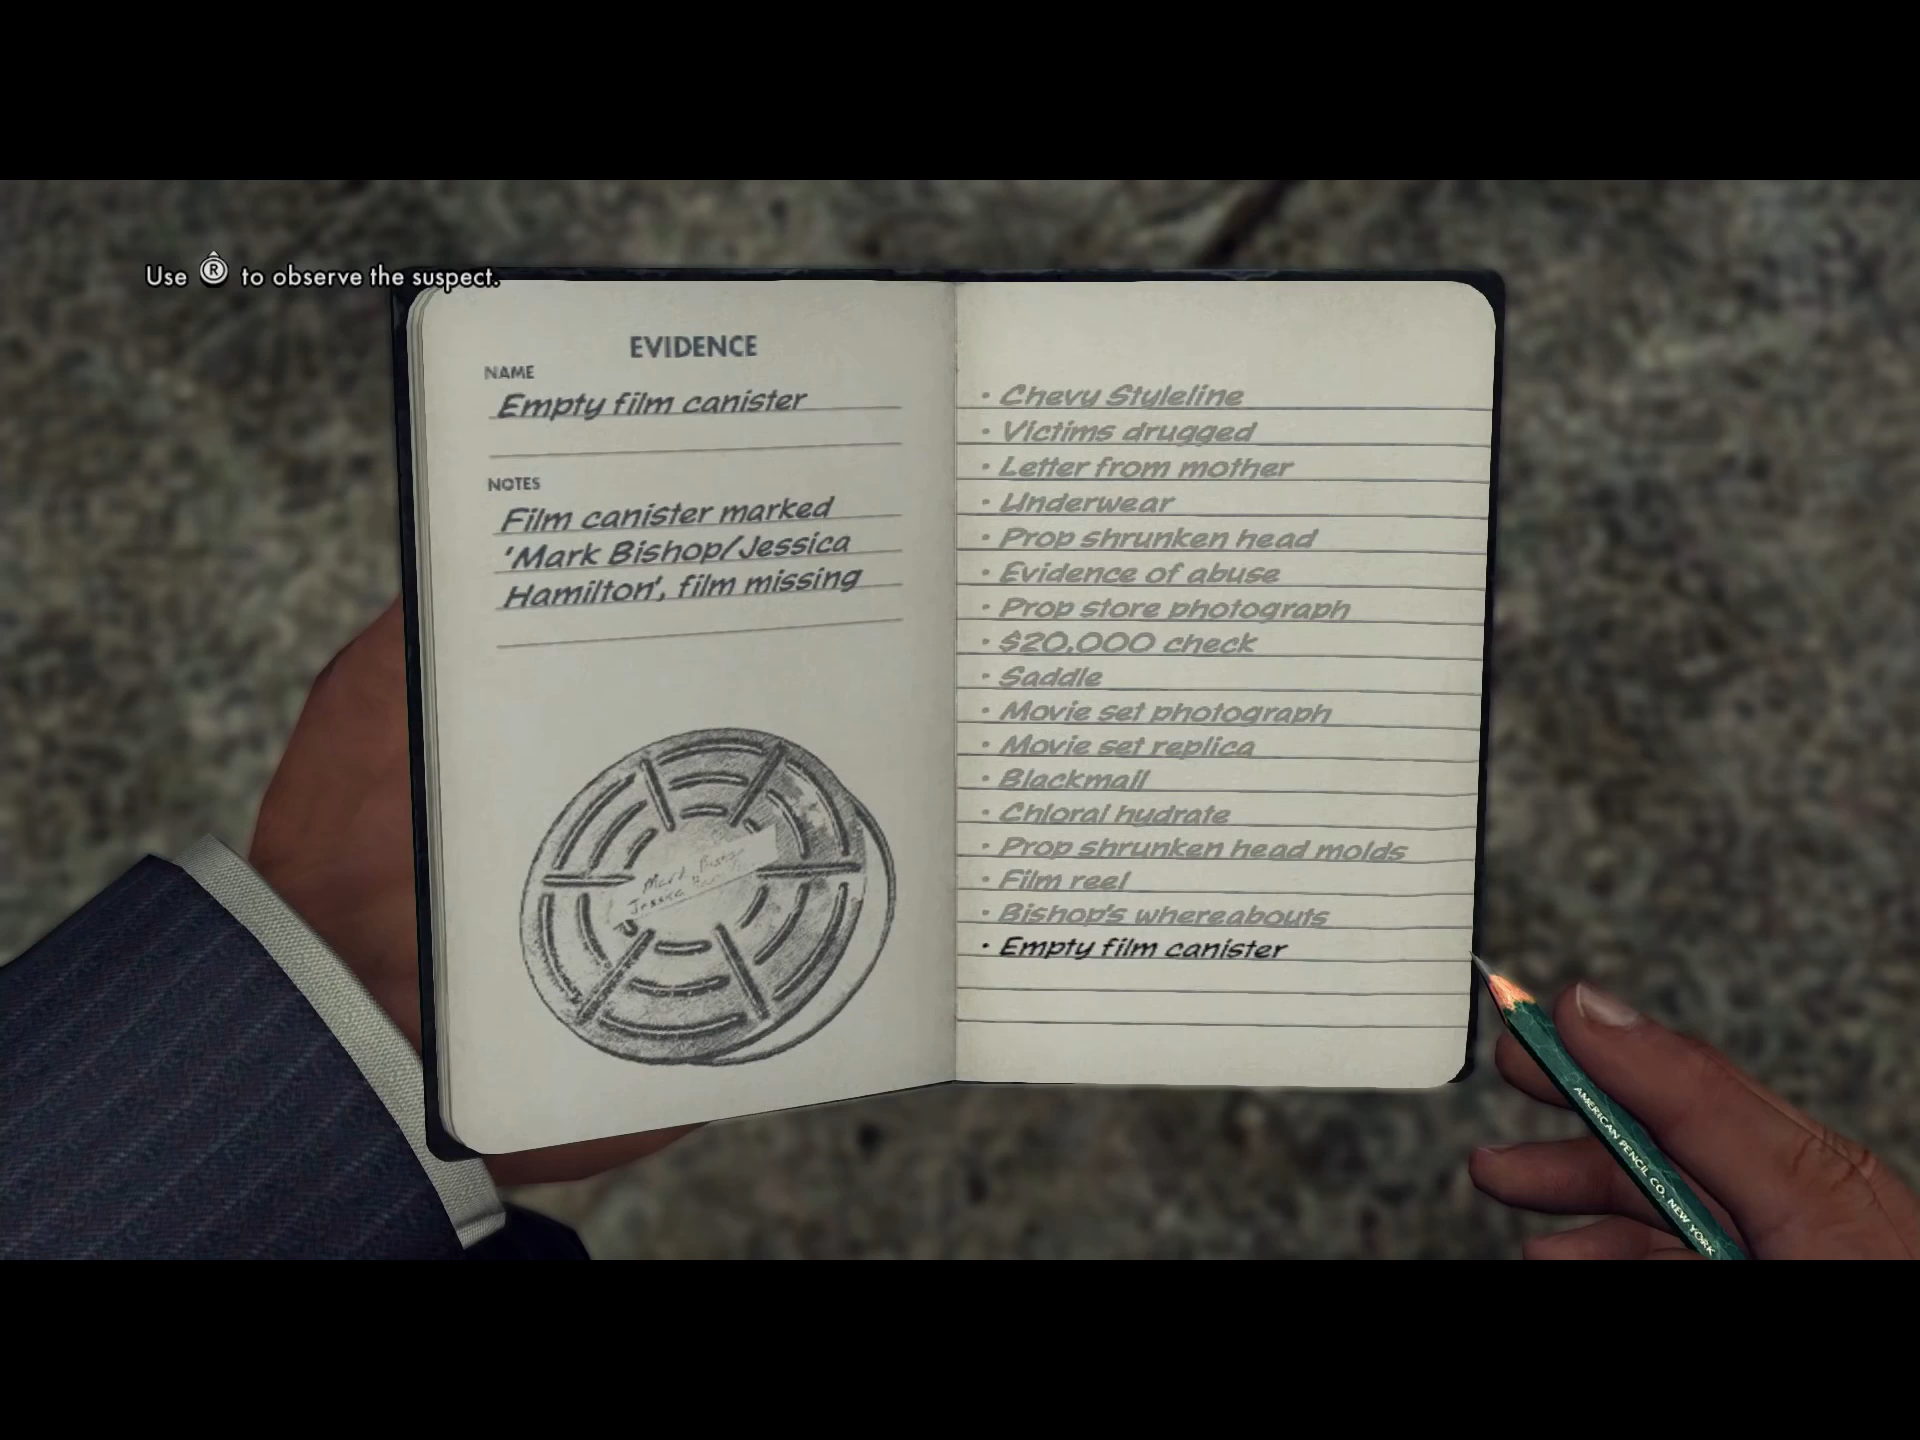 Use R to observe the suspect.
EVIDENCE
NAME
Empty film canister
NOTES
Film canister marked
'Mark Bishop/Jessica
Hamilton', film missing
Mark Bishop
Jessica
• Chevy Styleline
• Victims drugged
• Letter from mother
• Underwear
• Prop shrunken head
• Evidence of abuse
• Prop store photograph
• $20,000 check
• Saddle
• Movie set photograph
• Movie set replica
• Blackmail
• Chloral hydrate
• Prop shrunken head molds
• Film reel
• Bishop's whereabouts
• Empty film canister
AMERICAN PENCIL CO. NEW YORK